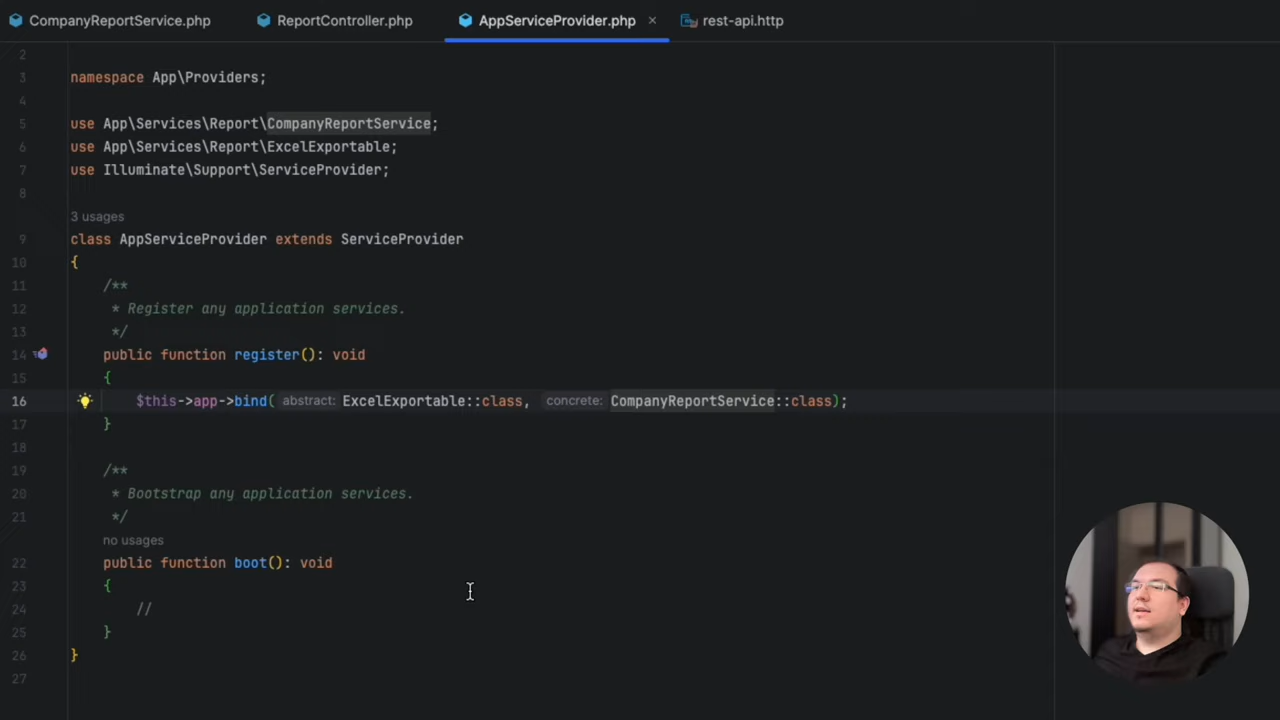 CompanyReportService.php ReportController.php AppServiceProvider.php × rest-api.http
2
3 namespace App\Providers;
4
5 use App\Services\Report\CompanyReportService;
6 use App\Services\Report\ExcelExportable;
7 use Illuminate\Support\ServiceProvider;
8
3 usages
9 class AppServiceProvider extends ServiceProvider
10 {
11 /**
12 * Register any application services.
13 */
14 public function register(): void
15 {
16 $this->app->bind( abstract: ExcelExportable::class, concrete: CompanyReportService::class);
17 }
18
19 /**
20 * Bootstrap any application services.
21 */
no usages
22 public function boot(): void
23 {
24 //
25 }
26 }
27